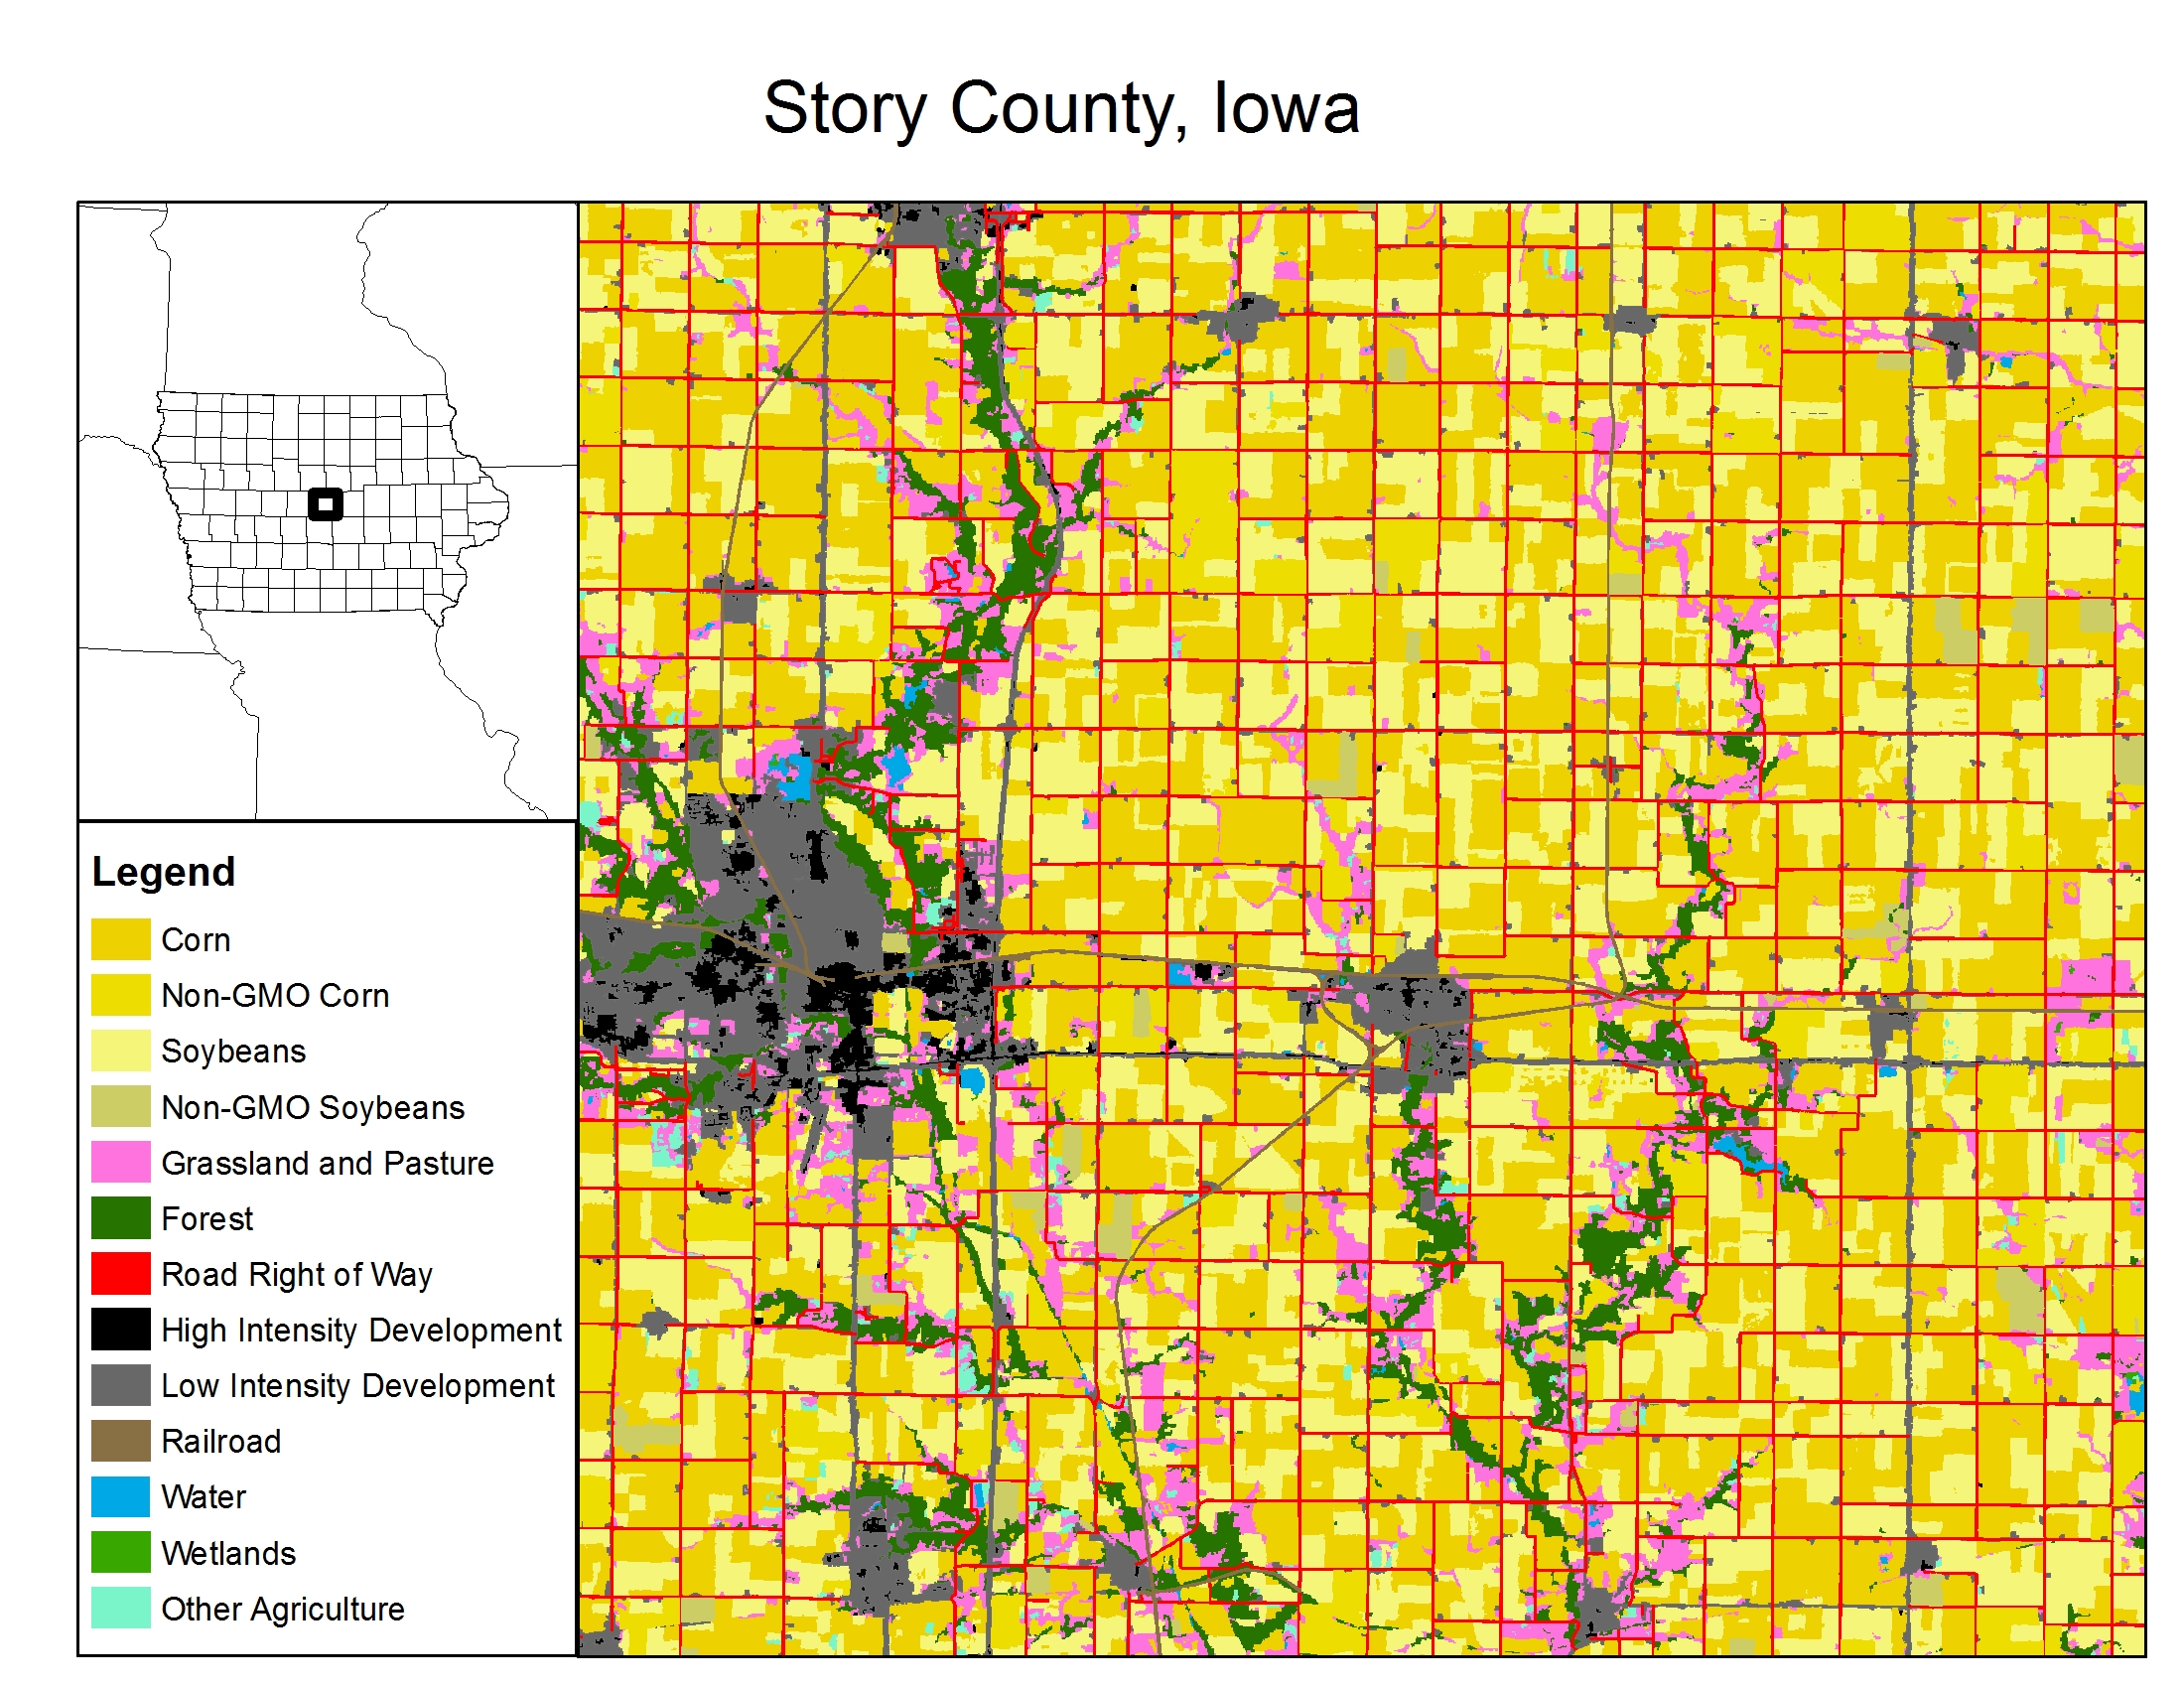 Story County, Iowa
Legend
Corn
Non-GMO Corn
Soybeans
Non-GMO Soybeans
Grassland and Pasture
Forest
Road Right of Way
High Intensity Development
Low Intensity Development
Railroad
Water
Wetlands
Other Agriculture